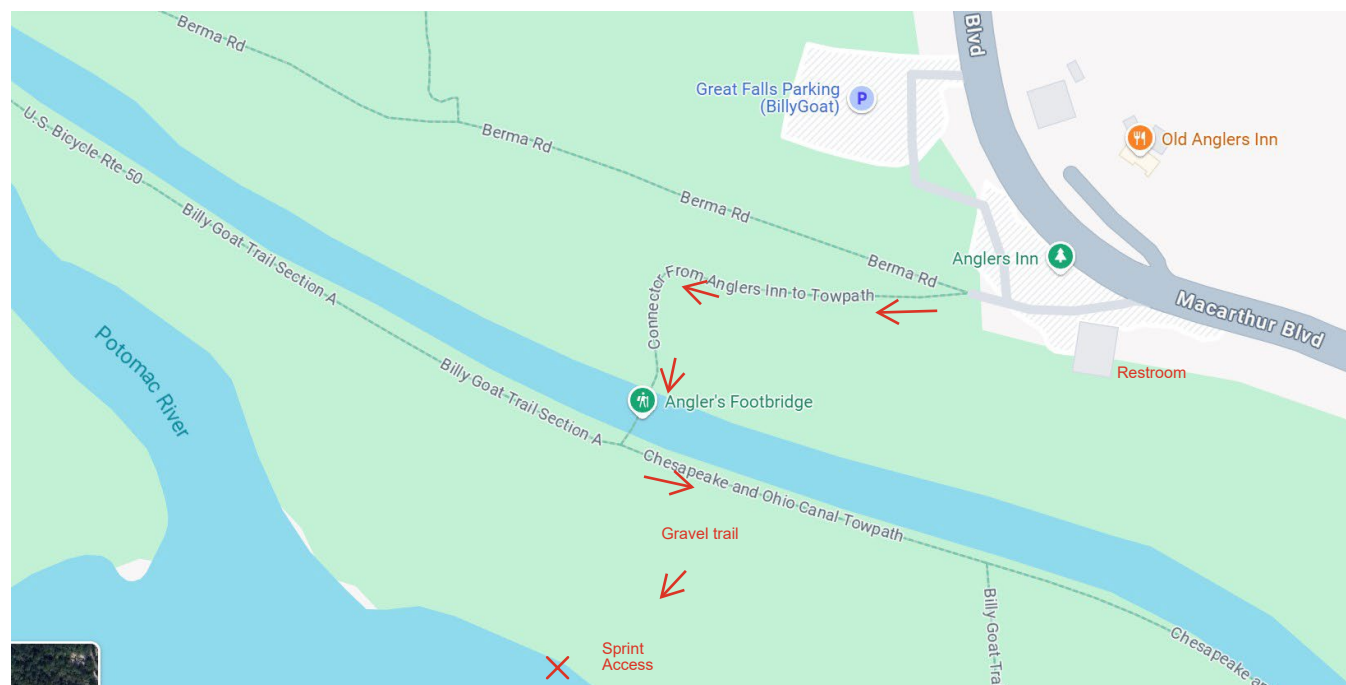 Berma Rd
Blvd
Great Falls Parking
(BillyGoat)
P
Old Anglers Inn
U.S. Bicycle Rte 50
Berma Rd
Billy Goat Trail Section A
Berma Rd
Berma Rd
Anglers Inn
Connector From Anglers Inn to Towpath
Macarthur Blvd
Potomac River
Restroom
Billy Goat Trail Section A
Angler's Footbridge
Chesapeake and Ohio Canal Towpath
Gravel trail
Billy Goat Tra
Chesapeake an
Sprint
Access